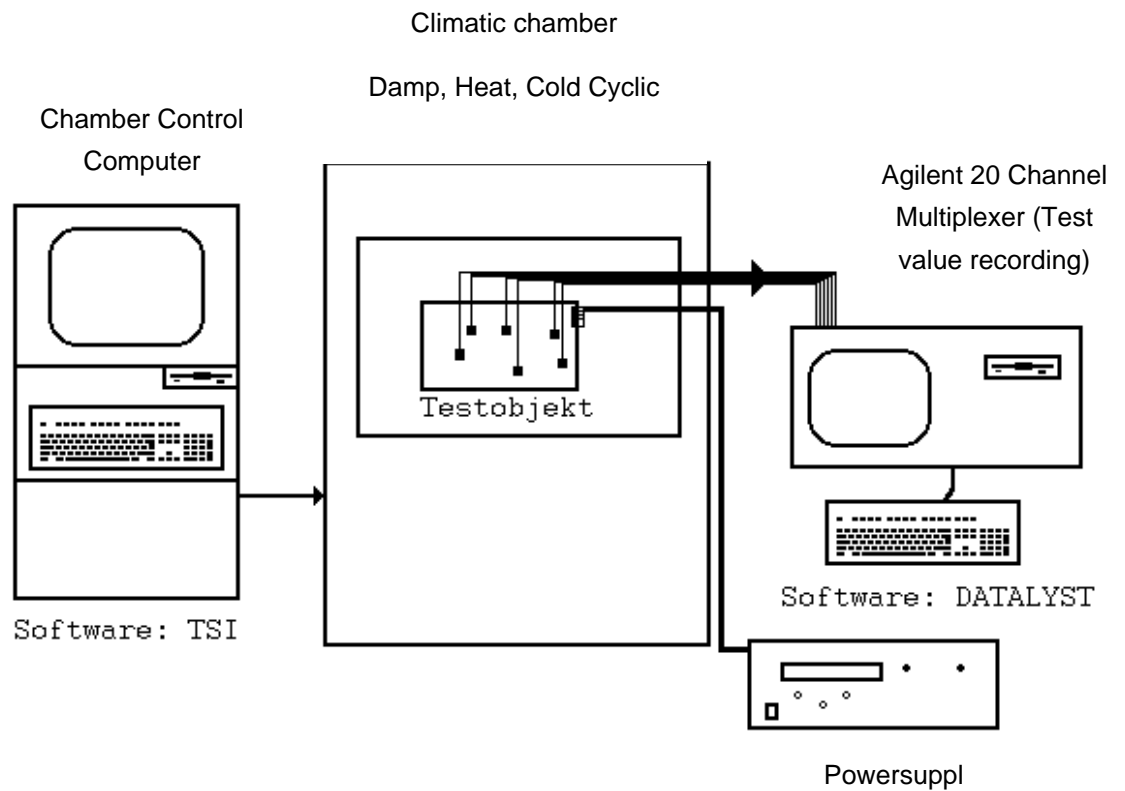 Climatic chamber
Damp, Heat, Cold Cyclic
Chamber Control
Computer
Agilent 20 Channel
Multiplexer (Test
value recording)
Testobjekt
Software: DATALYST
Software: TSI
Powersuppl